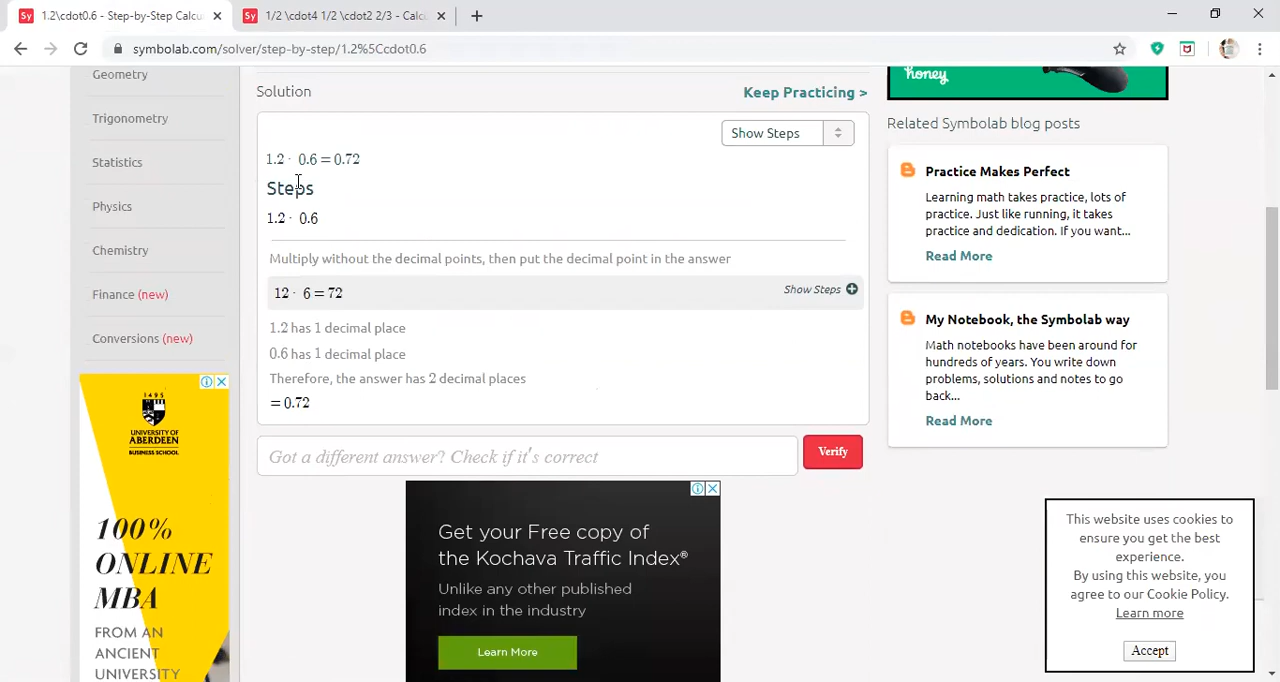 1.2\cdot0.6 - Step-by-Step Calcu
1/2 \cdot4 1/2 \cdot2 2/3 - Calcu
symbolab.com/solver/step-by-step/1.2%5Ccdot0.6
Geometry
Trigonometry
Statistics
Physics
Chemistry
Finance (new)
Conversions (new)
1495
UNIVERSITY OF
ABERDEEN
BUSINESS SCHOOL
100%
ONLINE
MBA
FROM AN
ANCIENT
UNIVERSITY
Solution
Keep Practicing >
Show Steps
1.2 · 0.6 = 0.72
Steps
1.2 · 0.6
Multiply without the decimal points, then put the decimal point in the answer
12 · 6 = 72
Show Steps
1.2 has 1 decimal place
0.6 has 1 decimal place
Therefore, the answer has 2 decimal places
= 0.72
Got a different answer? Check if it's correct
Verify
Get your Free copy of
the Kochava Traffic Index®
Unlike any other published
index in the industry
Learn More
honey
Related Symbolab blog posts
Practice Makes Perfect
Learning math takes practice, lots of
practice. Just like running, it takes
practice and dedication. If you want...
Read More
My Notebook, the Symbolab way
Math notebooks have been around for
hundreds of years. You write down
problems, solutions and notes to go
back...
Read More
This website uses cookies to
ensure you get the best
experience.
By using this website, you
agree to our Cookie Policy.
Learn more
Accept